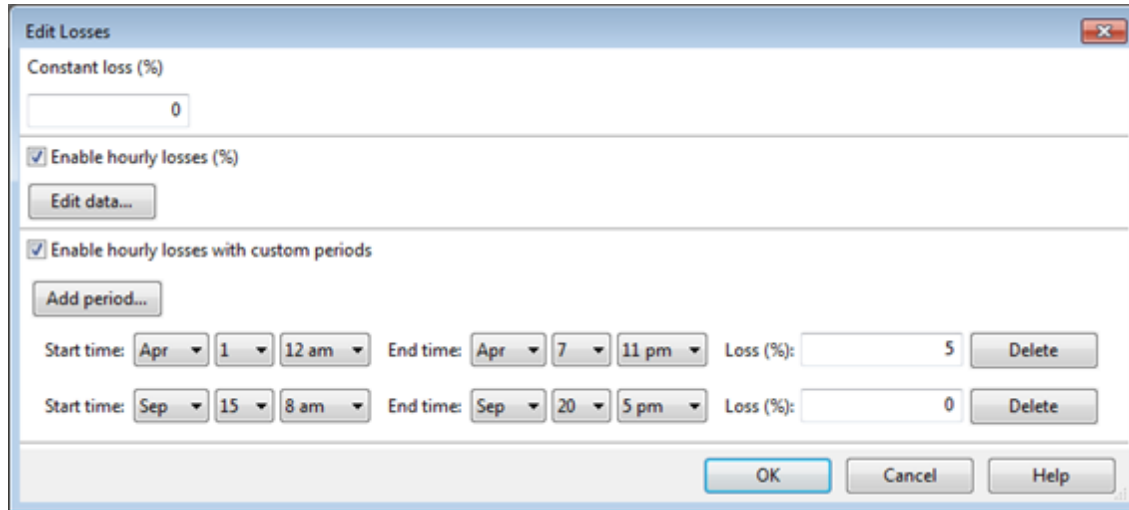 Edit Losses
Constant loss (%)
0
Enable hourly losses (%)
Edit data...
Enable hourly losses with custom periods
Add period...
Start time: Apr 1 12 am End time: Apr 7 11 pm Loss (%): 5 Delete
Start time: Sep 15 8 am End time: Sep 20 5 pm Loss (%): 0 Delete
OK Cancel Help